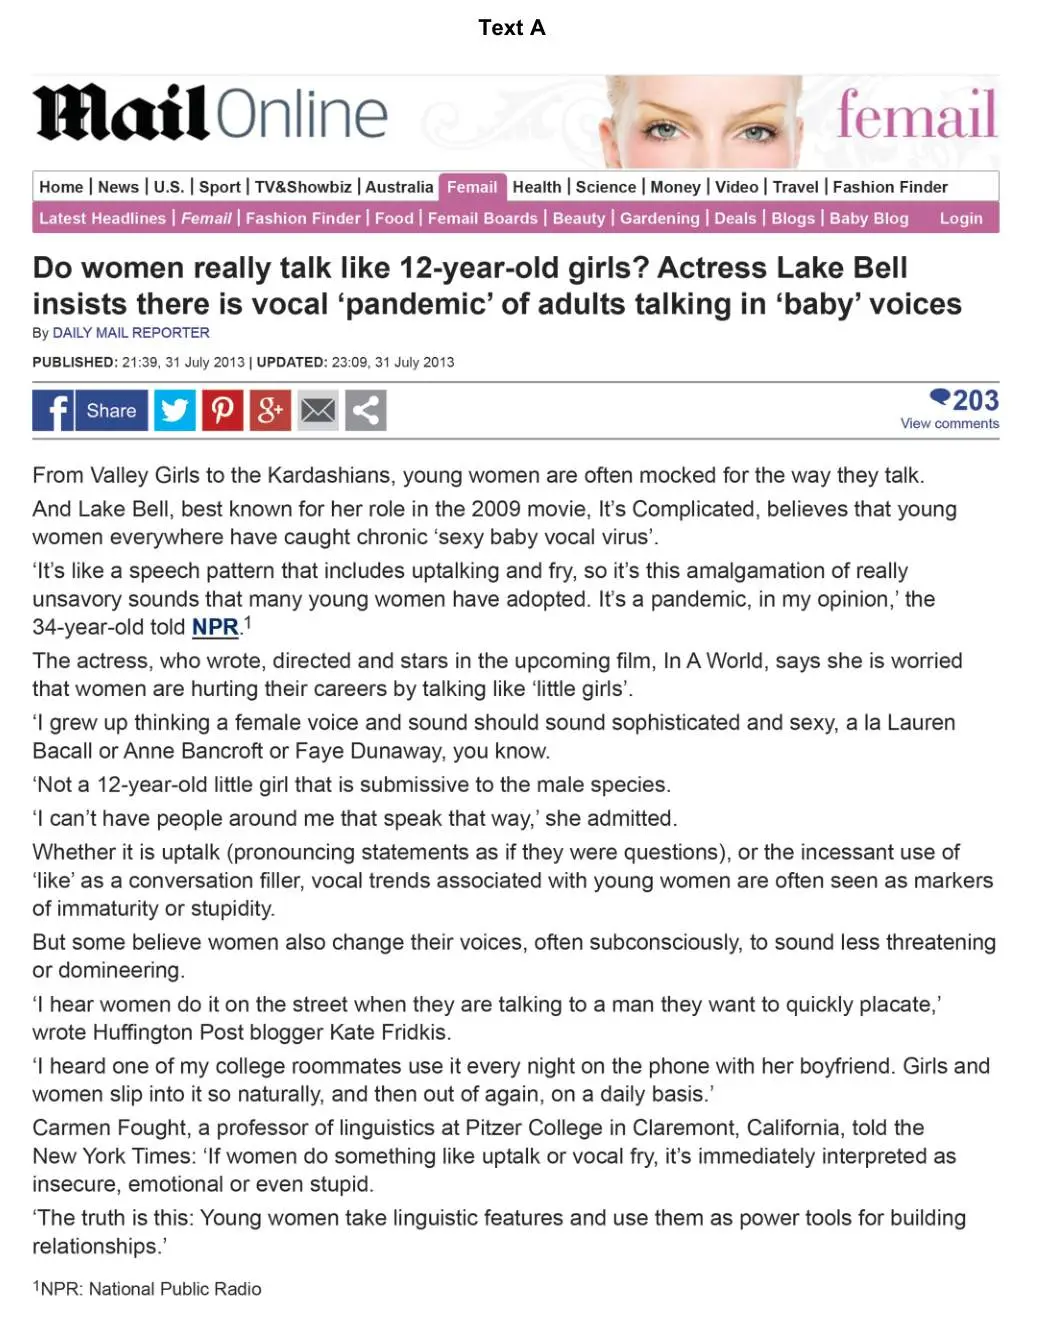 Text A
Mail Online
femail
Home | News | U.S. | Sport | TV&Showbiz | Australia | Femail | Health | Science | Money | Video | Travel | Fashion Finder
Latest Headlines | Femail | Fashion Finder | Food | Femail Boards | Beauty | Gardening | Deals | Blogs | Baby Blog Login
Do women really talk like 12-year-old girls? Actress Lake Bell
insists there is vocal ‘pandemic’ of adults talking in ‘baby’ voices
By DAILY MAIL REPORTER
PUBLISHED: 21:39, 31 July 2013 | UPDATED: 23:09, 31 July 2013
f Share g+ 203
View comments
From Valley Girls to the Kardashians, young women are often mocked for the way they talk.
And Lake Bell, best known for her role in the 2009 movie, It’s Complicated, believes that young
women everywhere have caught chronic ‘sexy baby vocal virus’.
‘It’s like a speech pattern that includes uptalking and fry, so it’s this amalgamation of really
unsavory sounds that many young women have adopted. It’s a pandemic, in my opinion,’ the
34-year-old told NPR.¹
The actress, who wrote, directed and stars in the upcoming film, In A World, says she is worried
that women are hurting their careers by talking like ‘little girls’.
‘I grew up thinking a female voice and sound should sound sophisticated and sexy, a la Lauren
Bacall or Anne Bancroft or Faye Dunaway, you know.
‘Not a 12-year-old little girl that is submissive to the male species.
‘I can’t have people around me that speak that way,’ she admitted.
Whether it is uptalk (pronouncing statements as if they were questions), or the incessant use of
‘like’ as a conversation filler, vocal trends associated with young women are often seen as markers
of immaturity or stupidity.
But some believe women also change their voices, often subconsciously, to sound less threatening
or domineering.
‘I hear women do it on the street when they are talking to a man they want to quickly placate,’
wrote Huffington Post blogger Kate Fridkis.
‘I heard one of my college roommates use it every night on the phone with her boyfriend. Girls and
women slip into it so naturally, and then out of again, on a daily basis.’
Carmen Fought, a professor of linguistics at Pitzer College in Claremont, California, told the
New York Times: ‘If women do something like uptalk or vocal fry, it’s immediately interpreted as
insecure, emotional or even stupid.
‘The truth is this: Young women take linguistic features and use them as power tools for building
relationships.’
¹NPR: National Public Radio